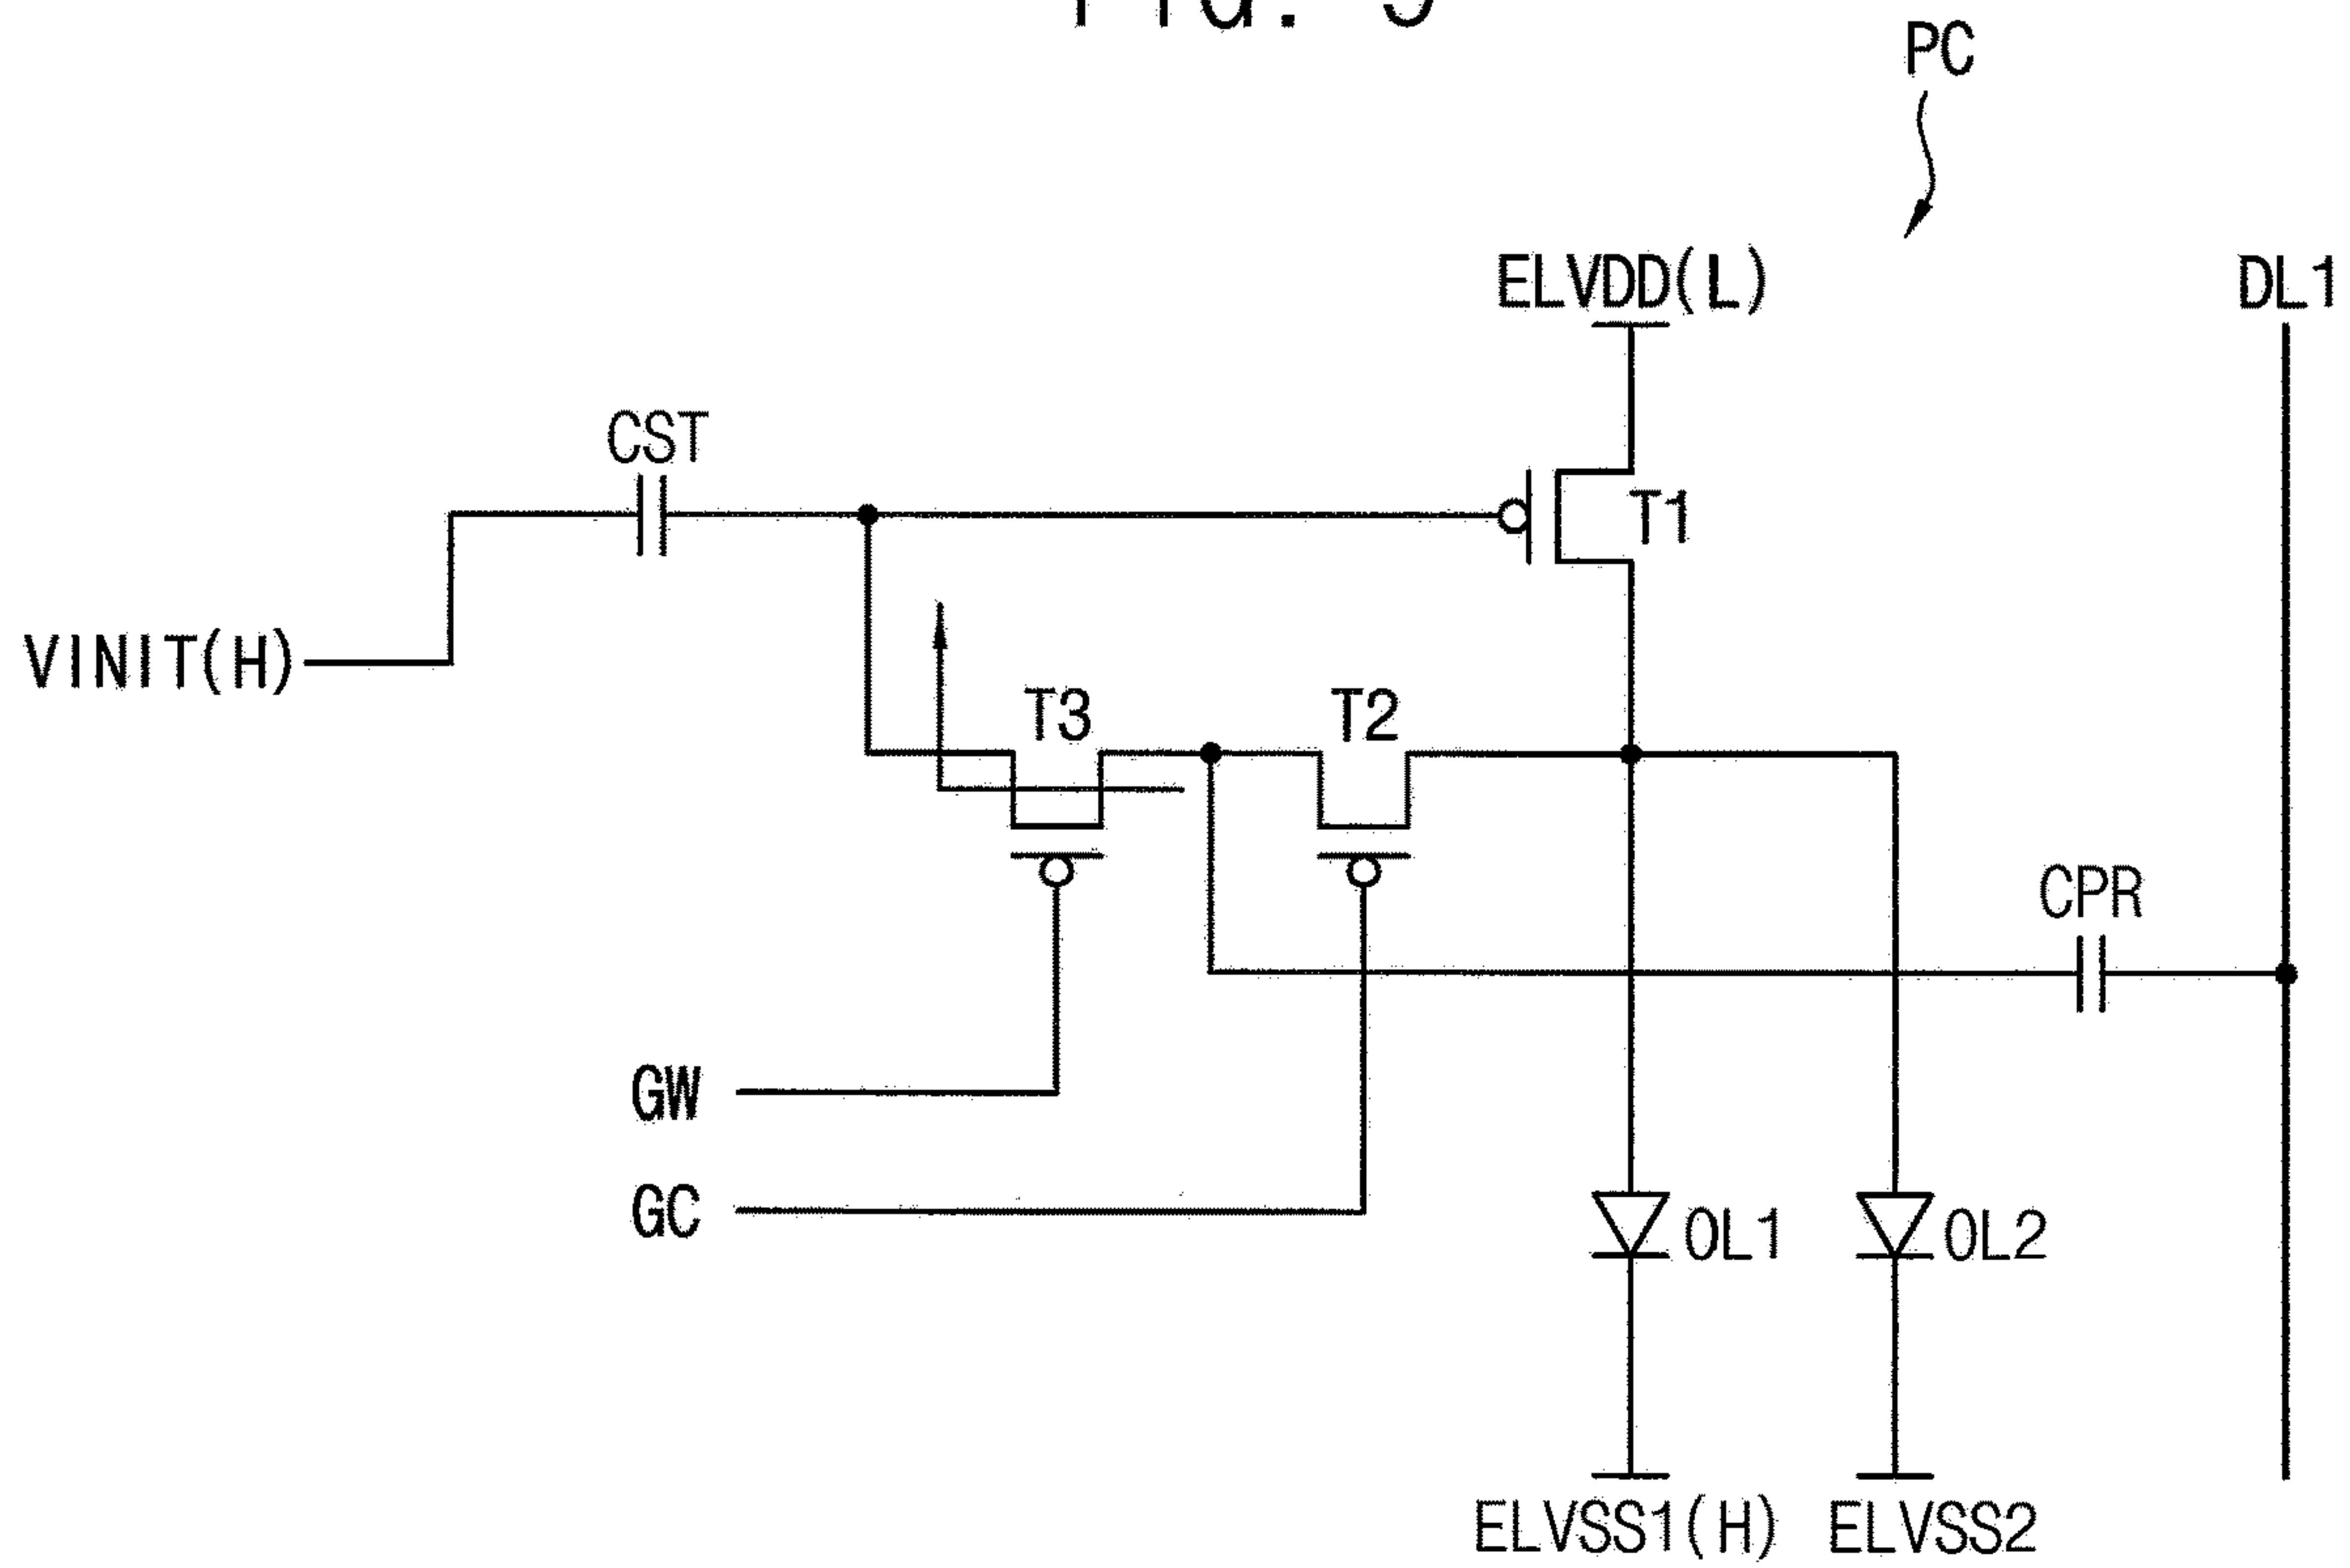 PC
ELVDD(L)
DL1
CST
T1
VINIT(H)
T3
T2
CPR
GW
GC
OL1
OL2
ELVSS1(H)
ELVSS2